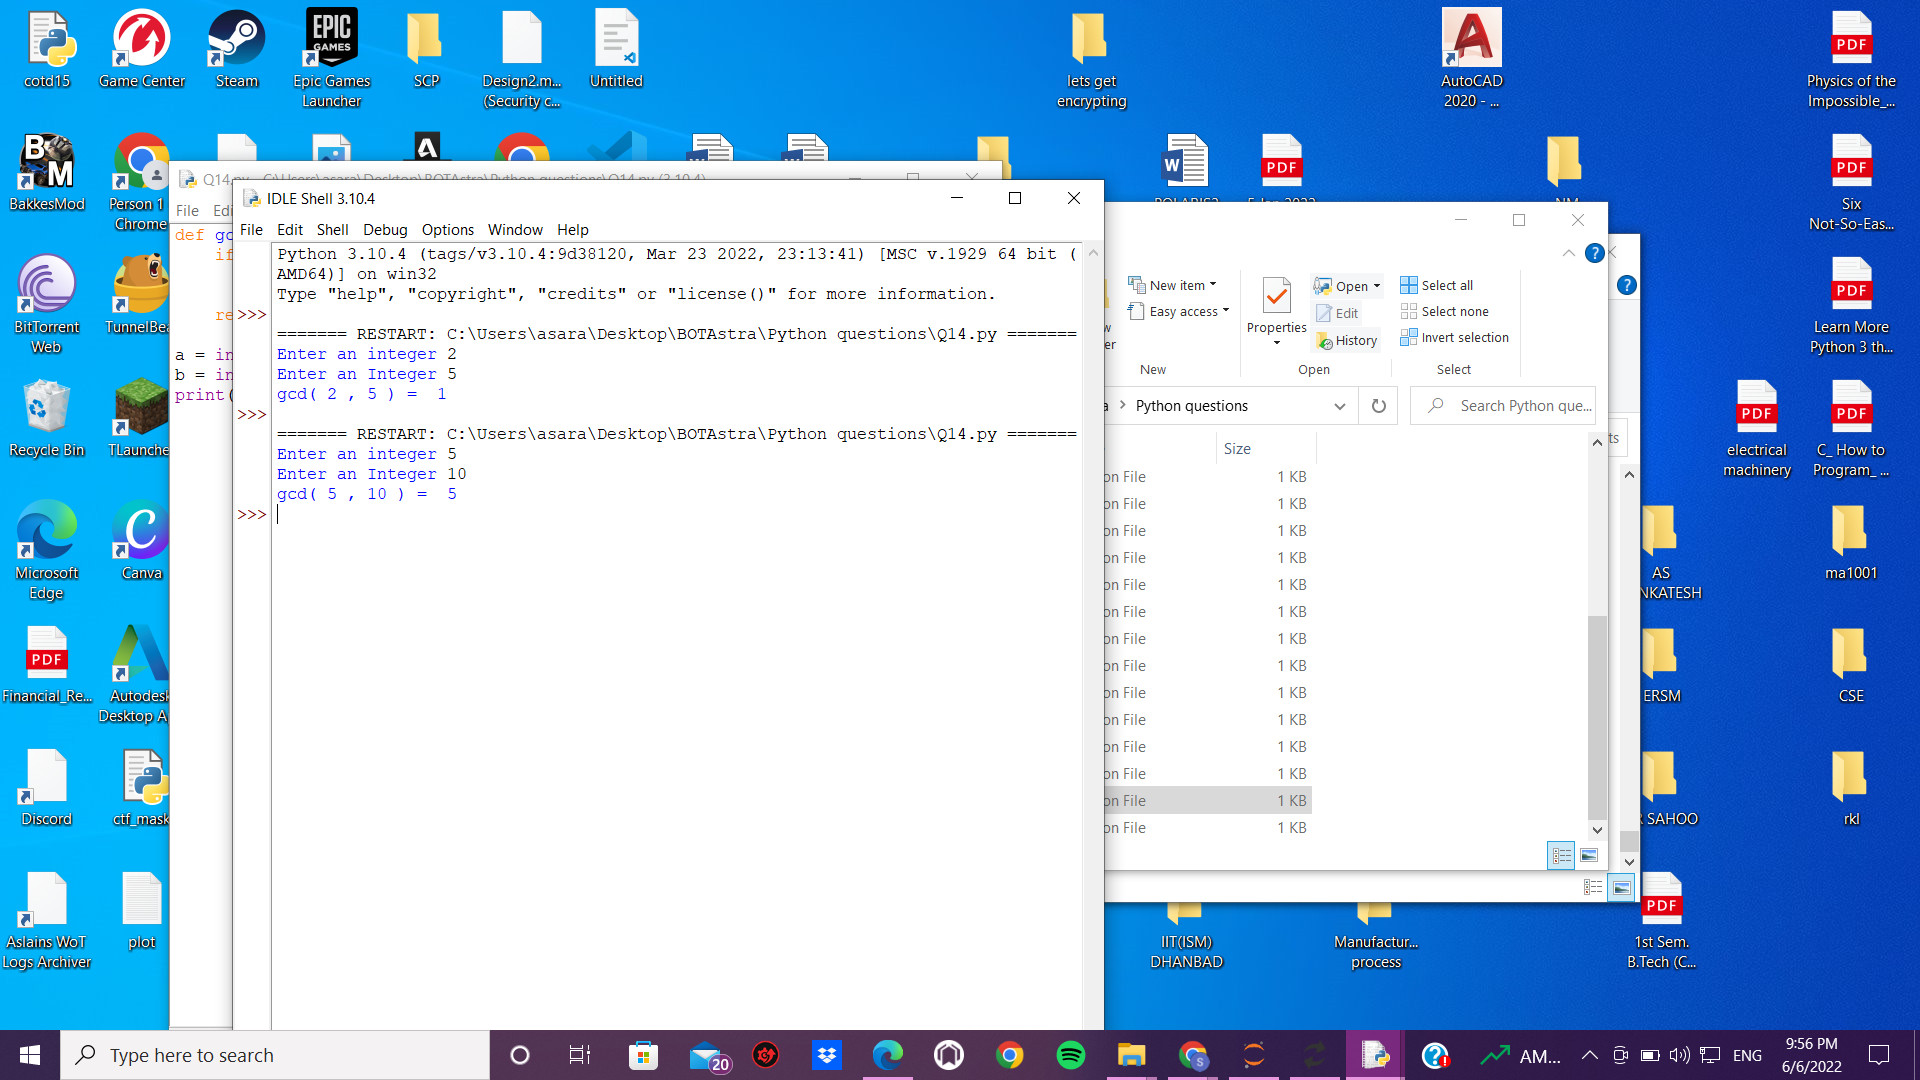 cotd15
Game Center
Steam
EPIC GAMES
Epic Games Launcher
SCP
Design2.m... (Security c...
Untitled
lets get encrypting
AutoCAD 2020 - ...
PDF
Physics of the Impossible_...
BakkesMod
Person 1 Chrome
PDF
PDF
Six Not-So-Eas...
Q14.py - C:\Users\asara\Desktop\BOTAstra\Python questions\Q14.py (3.10.4)
File
IDLE Shell 3.10.4
File Edit Shell Debug Options Window Help
Python 3.10.4 (tags/v3.10.4:9d38120, Mar 23 2022, 23:13:41) [MSC v.1929 64 bit (
AMD64)] on win32
Type "help", "copyright", "credits" or "license()" for more information.
>>>
======= RESTART: C:\Users\asara\Desktop\BOTAstra\Python questions\Q14.py =======
Enter an integer 2
Enter an Integer 5
gcd( 2 , 5 ) =  1
>>>
======= RESTART: C:\Users\asara\Desktop\BOTAstra\Python questions\Q14.py =======
Enter an integer 5
Enter an Integer 10
gcd( 5 , 10 ) =  5
>>>
def gc
if
re
a = in
b = in
print(
New item
Easy access
New
Properties
Open
Edit
History
Open
Select all
Select none
Invert selection
Select
Python questions
Search Python que...
Size
on File 1 KB
on File 1 KB
on File 1 KB
on File 1 KB
on File 1 KB
on File 1 KB
on File 1 KB
on File 1 KB
on File 1 KB
on File 1 KB
on File 1 KB
on File 1 KB
on File 1 KB
on File 1 KB
BitTorrent Web
TunnelBea
PDF
Learn More Python 3 th...
Recycle Bin
TLaunche
PDF
electrical machinery
PDF
C_ How to Program_ ...
Microsoft Edge
Canva
AS
NKATESH
ma1001
PDF
Financial_Re...
Autodesk
Desktop A
ERSM
CSE
Discord
ctf_mask
SAHOO
rkl
Aslains WoT Logs Archiver
plot
IIT(ISM) DHANBAD
Manufactur... process
PDF
1st Sem. B.Tech (C...
Type here to search
20
AM...
ENG
9:56 PM
6/6/2022